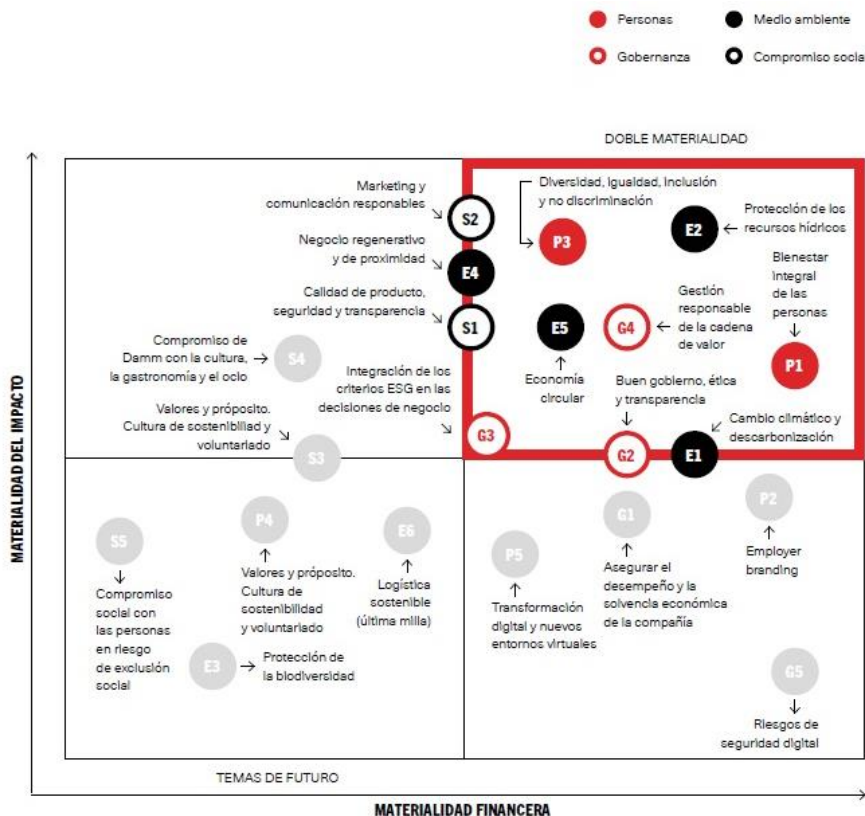 Personas
Medio ambiente
Gobernanza
Compromiso social
DOBLE MATERIALIDAD
MATERIALIDAD DEL IMPACTO
Marketing y
comunicación responsables
S2
Diversidad, igualdad, inclusión
y no discriminación
P3
E2
Protección de los
recursos hídricos
Negocio regenerativo
y de proximidad
E4
Bienestar
integral
de las
personas
P1
Calidad de producto,
seguridad y transparencia
S1
E5
Economía
circular
G4
Gestión
responsable
de la cadena
de valor
Compromiso de
Damm con la cultura,
la gastronomía y el ocio
S4
Integración de los
criterios ESG en las
decisiones de negocio
G3
Buen gobierno, ética
y transparencia
G2
Cambio climático y
descarbonización
E1
Valores y propósito.
Cultura de sostenibilidad y
voluntariado
S3
S5
Compromiso
social con
las personas
en riesgo
de exclusión
social
P4
Valores y propósito.
Cultura de
sostenibilidad
y voluntariado
E6
Logística
sostenible
(última milla)
E3
Protección de
la biodiversidad
P5
Transformación
digital y nuevos
entornos virtuales
G1
Asegurar el
desempeño y la
solvencia económica
de la compañía
P2
Employer
branding
G5
Riesgos de
seguridad digital
TEMAS DE FUTURO
MATERIALIDAD FINANCERA